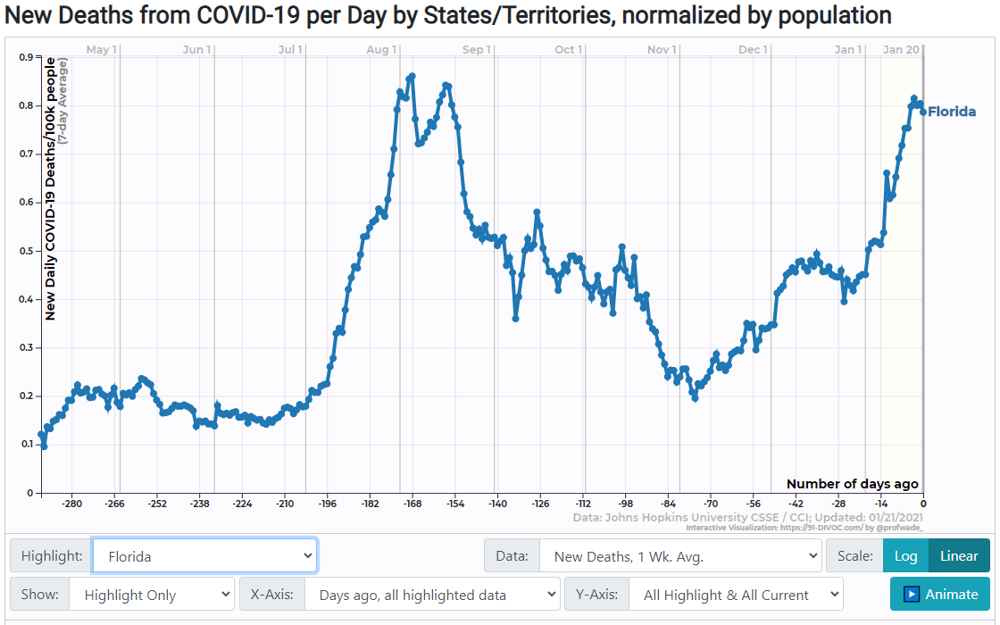 New Deaths from COVID-19 per Day by States/Territories, normalized by population
May 1 Jun 1 Jul 1 Aug 1 Sep 1 Oct 1 Nov 1 Dec 1 Jan 1 Jan 20
New Daily COVID-19 Deaths/100k people
(7-day Average)
0.9
0.8
0.7
0.6
0.5
0.4
0.3
0.2
0.1
0
Florida
Number of days ago
-280 -266 -252 -238 -224 -210 -196 -182 -168 -154 -140 -126 -112 -98 -84 -70 -56 -42 -28 -14 0
Data: Johns Hopkins University CSSE / CCI; Updated: 01/21/2021
Interactive Visualization: https://91-DIVOC.com/ by @profwade_
Highlight: Florida Data: New Deaths, 1 Wk. Avg. Scale: Log Linear
Show: Highlight Only X-Axis: Days ago, all highlighted data Y-Axis: All Highlight & All Current Animate